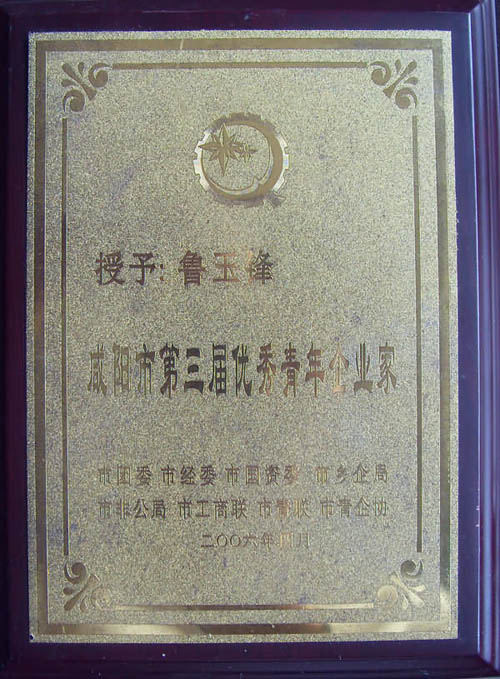 授予:鲁玉锋
咸阳市第三届优秀青年企业家
市团委 市经委 市国资委 市乡企局
市非公局 市工商联 市青联 市青企协
二〇〇六年四月